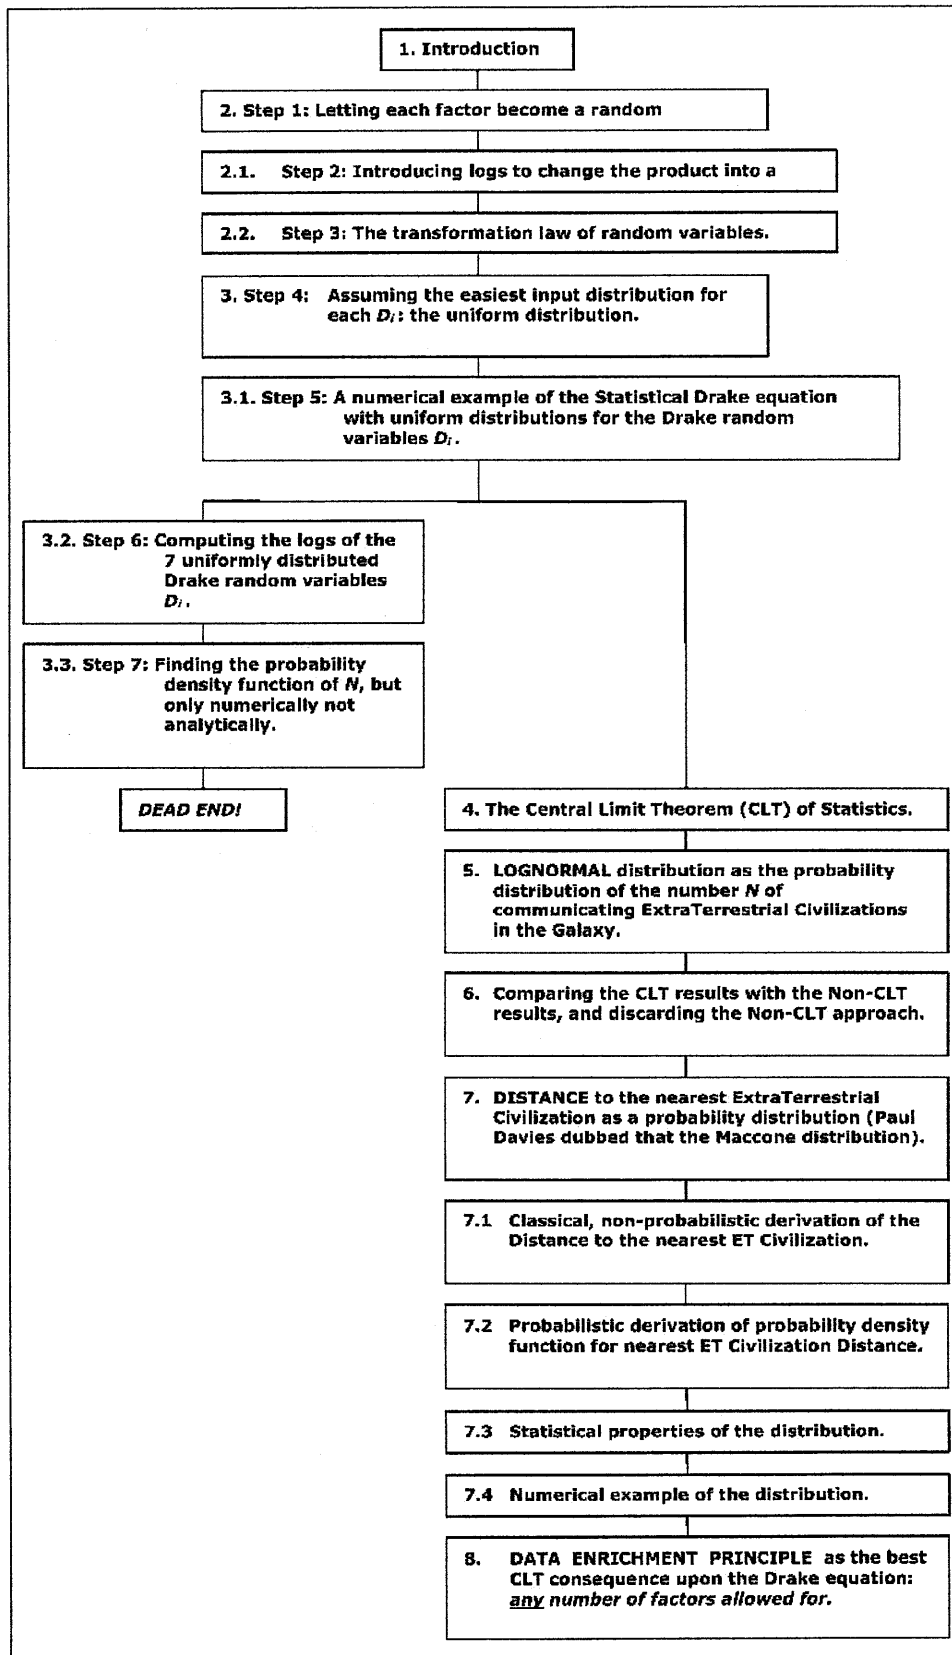 1. Introduction
2. Step 1: Letting each factor become a random
2.1. Step 2: Introducing logs to change the product into a
2.2. Step 3: The transformation law of random variables.
3. Step 4: Assuming the easiest input distribution for
each Di: the uniform distribution.
3.1. Step 5: A numerical example of the Statistical Drake equation
with uniform distributions for the Drake random
variables Di.
3.2. Step 6: Computing the logs of the
7 uniformly distributed
Drake random variables
Di.
3.3. Step 7: Finding the probability
density function of N, but
only numerically not
analytically.
DEAD END!
4. The Central Limit Theorem (CLT) of Statistics.
5. LOGNORMAL distribution as the probability
distribution of the number N of
communicating ExtraTerrestrial Civilizations
in the Galaxy.
6. Comparing the CLT results with the Non-CLT
results, and discarding the Non-CLT approach.
7. DISTANCE to the nearest ExtraTerrestrial
Civilization as a probability distribution (Paul
Davies dubbed that the Maccone distribution).
7.1 Classical, non-probabilistic derivation of the
Distance to the nearest ET Civilization.
7.2 Probabilistic derivation of probability density
function for nearest ET Civilization Distance.
7.3 Statistical properties of the distribution.
7.4 Numerical example of the distribution.
8. DATA ENRICHMENT PRINCIPLE as the best
CLT consequence upon the Drake equation:
any number of factors allowed for.